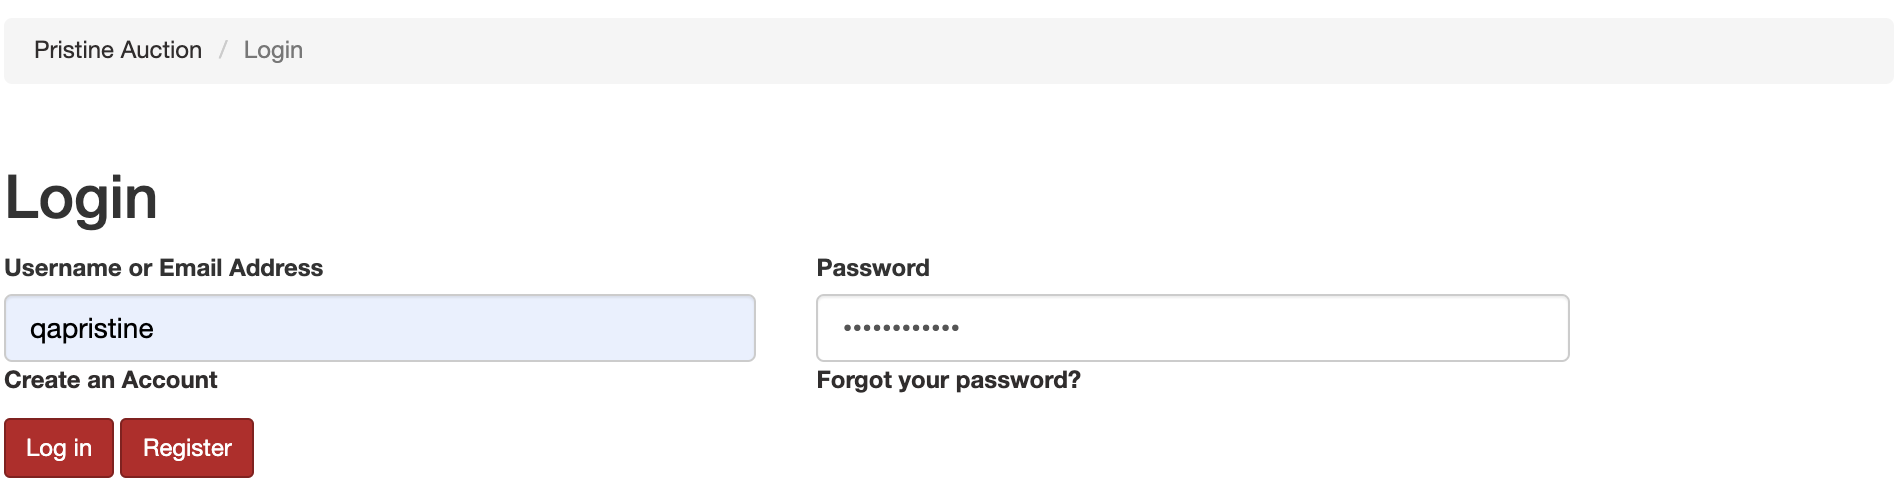 Pristine Auction / Login
Login
Username or Email Address
Password
qapristine
••••••••••••
Create an Account
Forgot your password?
Log in
Register